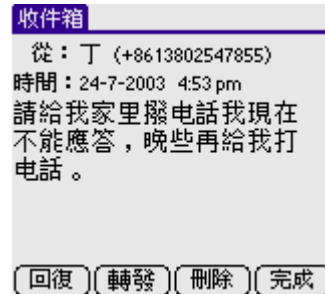 收件箱
從：丁 (+8613802547855)
時間：24-7-2003 4:53 pm
請給我家里撥电話我現在
不能應答，晚些再給我打
电話。
回復 轉發 刪除 完成